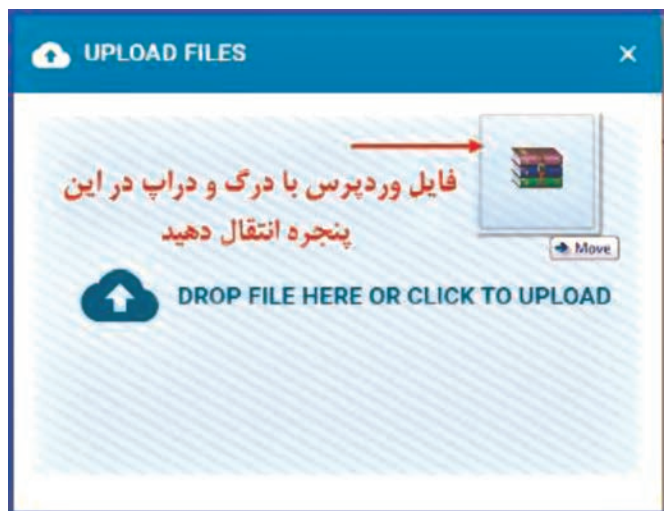 UPLOAD FILES
فایل وردپرس با درگ و دراپ در این
پنجره انتقال دهید
Move
DROP FILE HERE OR CLICK TO UPLOAD